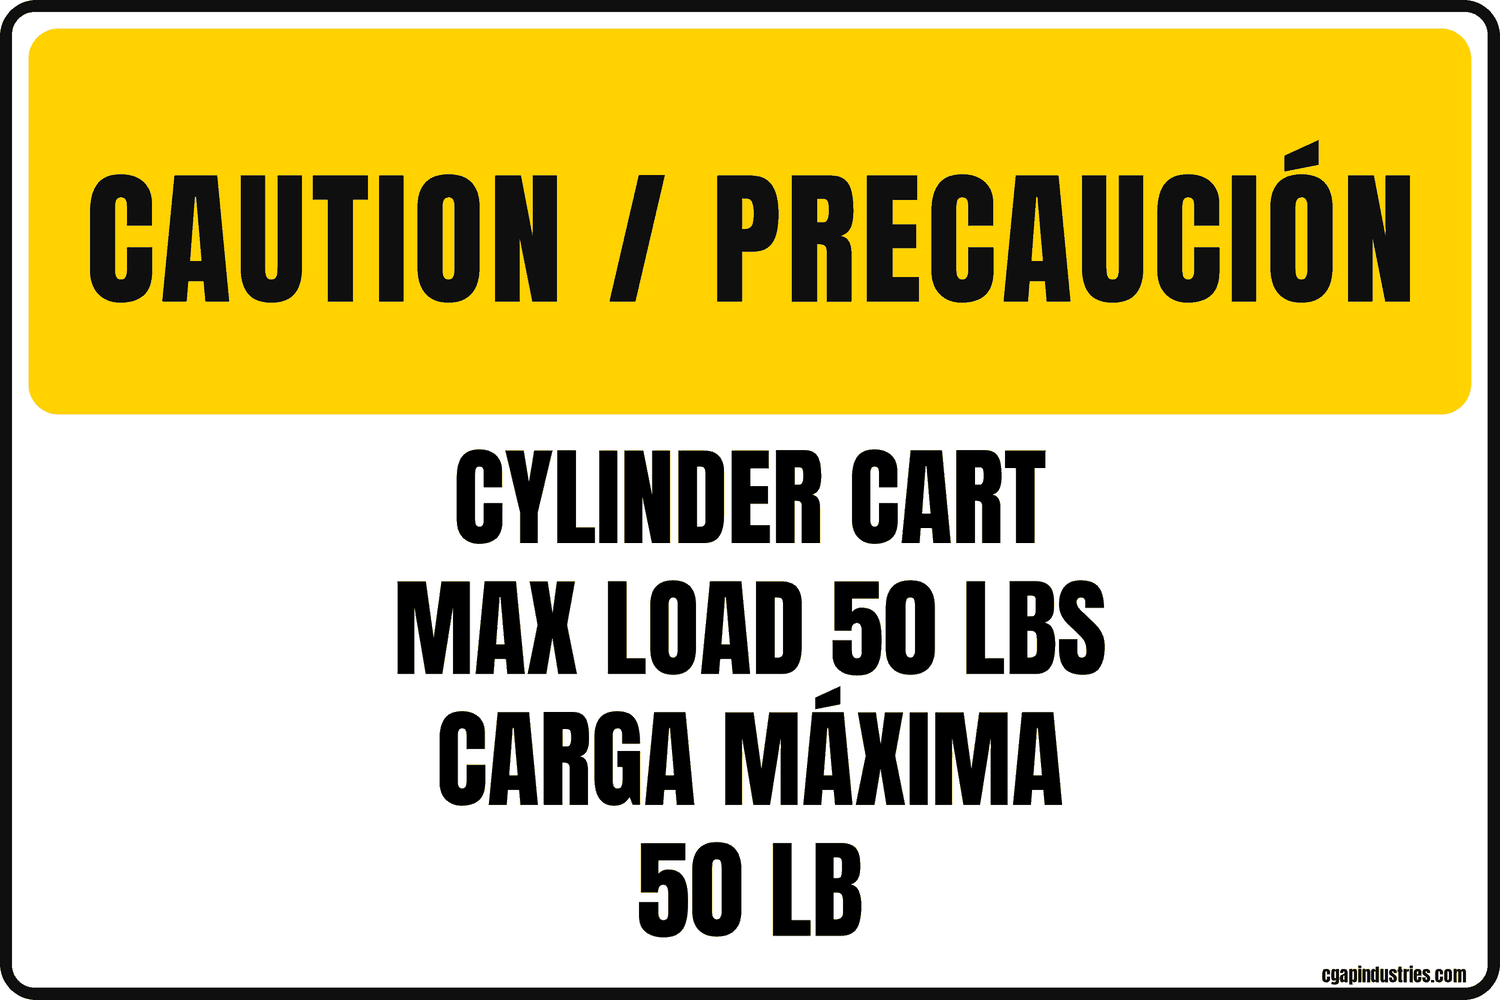 CAUTION / PRECAUCIÓN
CYLINDER CART
MAX LOAD 50 LBS
CARGA MÁXIMA
50 LB
cgapindustries.com